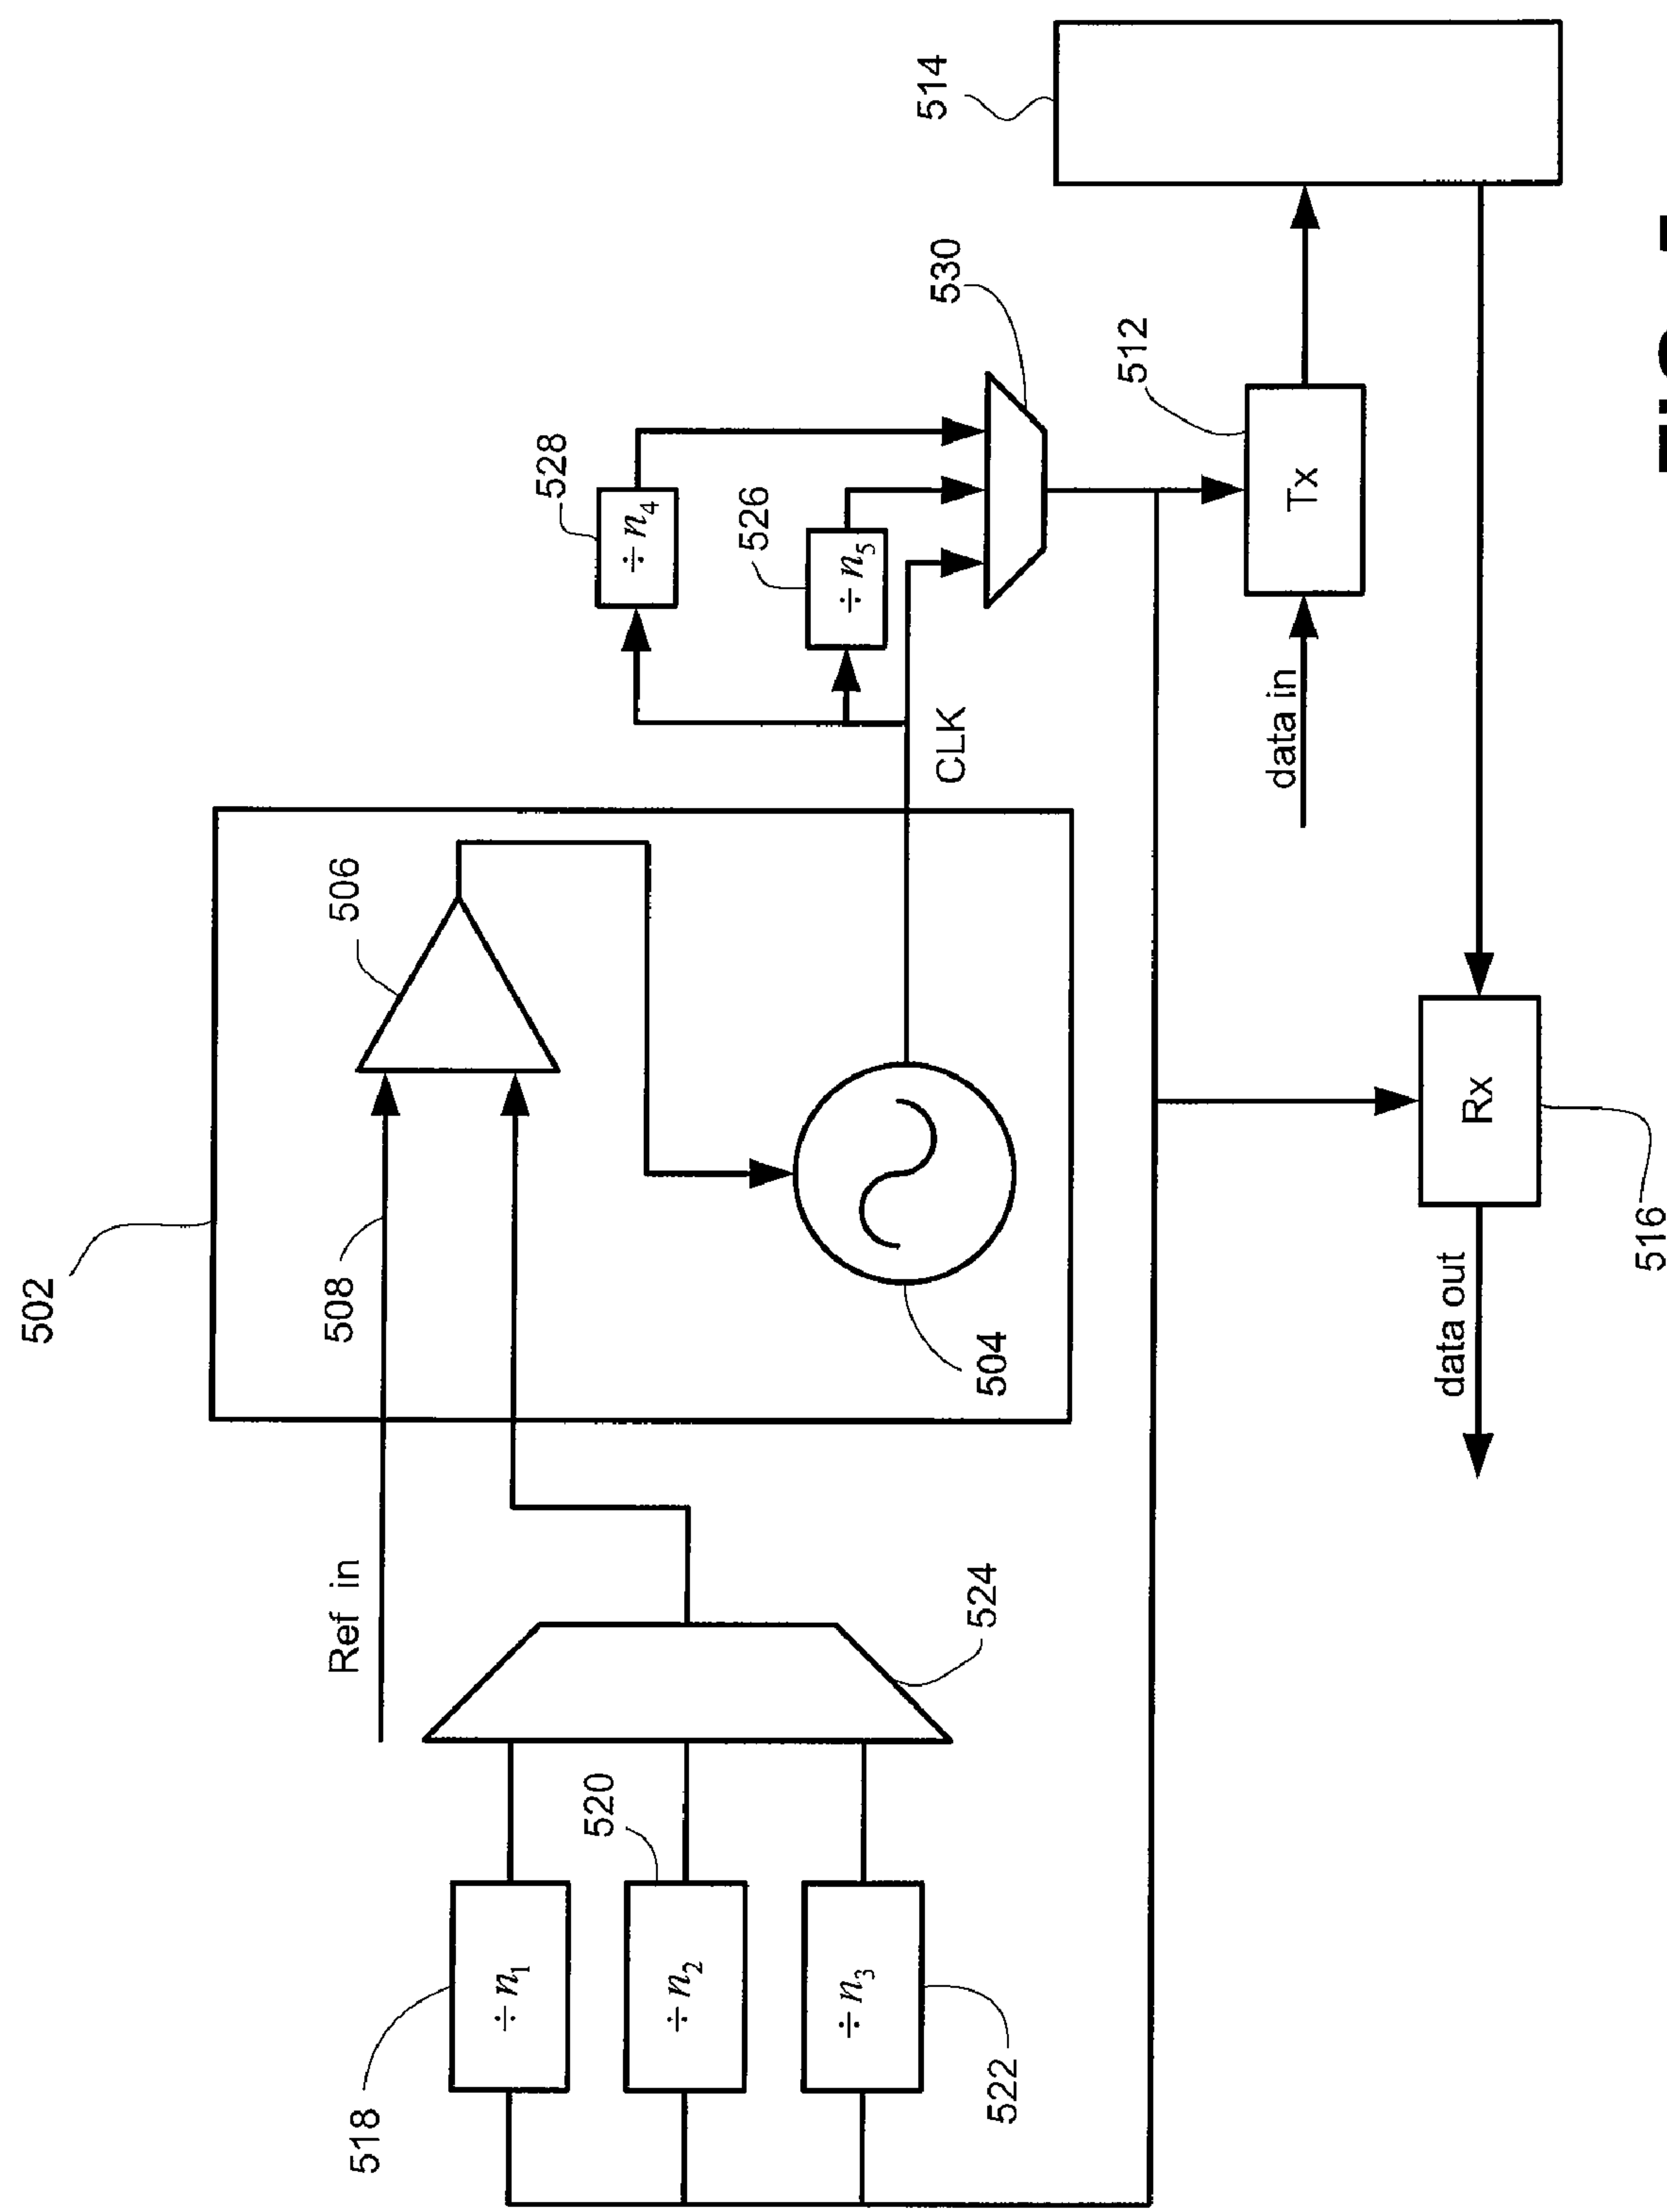 502
508
506
504
Ref in
518
÷ n₁
520
÷ n₂
522
÷ n₃
524
CLK
528
÷ n₄
526
÷ n₅
530
512
Tx
data in
514
Rx
516
data out